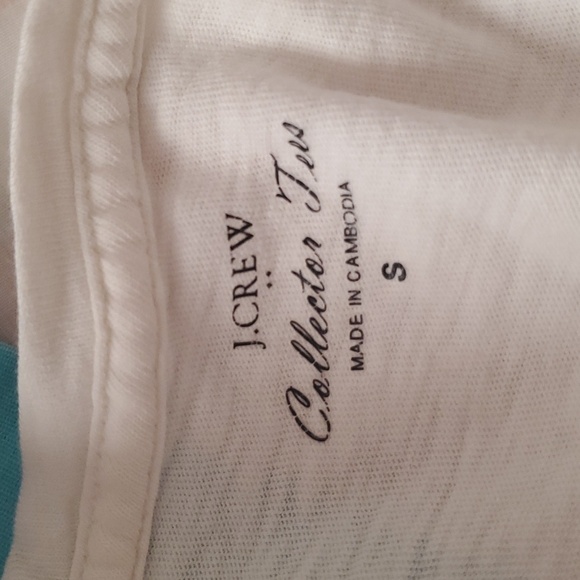 J.CREW
Collector Tees
MADE IN CAMBODIA
S